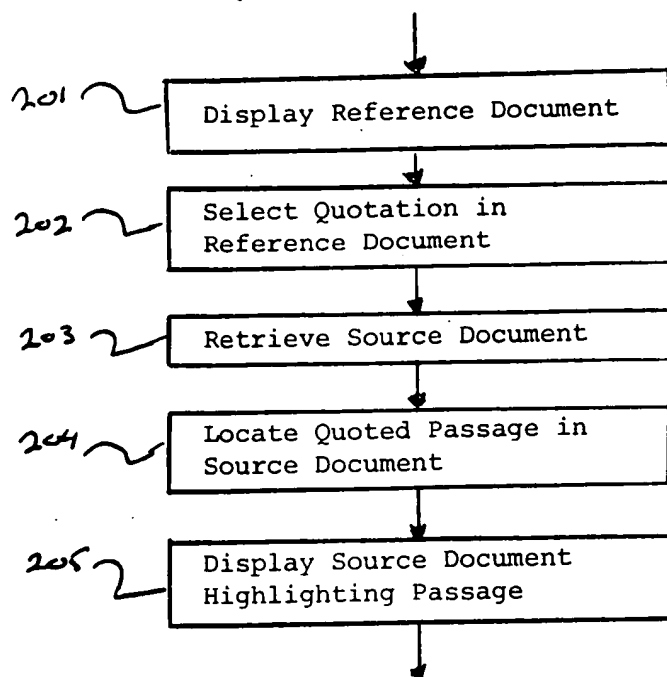 201
Display Reference Document
202
Select Quotation in
Reference Document
203
Retrieve Source Document
204
Locate Quoted Passage in
Source Document
205
Display Source Document
Highlighting Passage